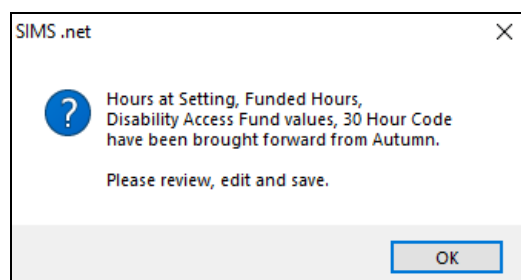 SIMS .net
Hours at Setting, Funded Hours,
Disability Access Fund values, 30 Hour Code
have been brought forward from Autumn.
Please review, edit and save.
OK